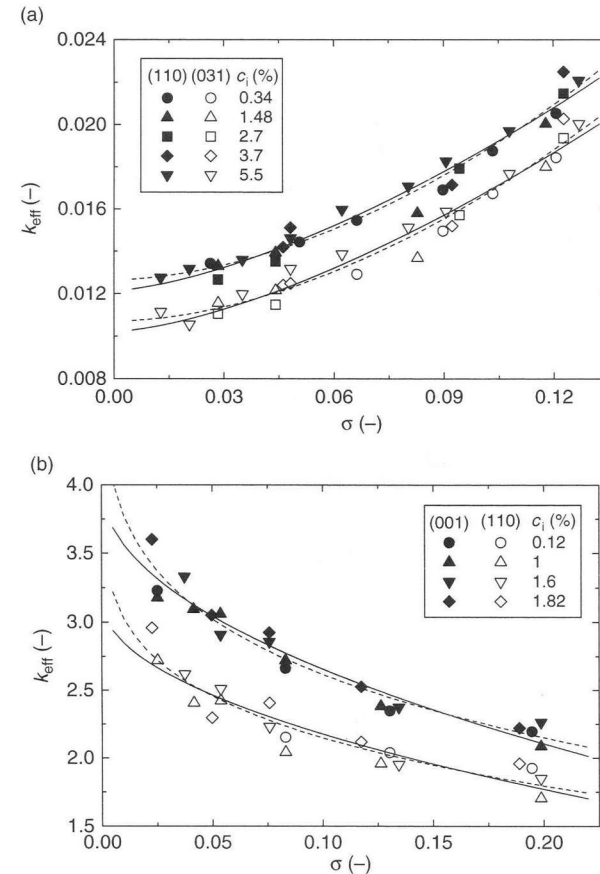 (a)
0.024
0.020
0.016
0.012
0.008
k_eff (–)
(110) (031) c_i (%)
0.34
1.48
2.7
3.7
5.5
0.00 0.03 0.06 0.09 0.12
σ (–)
(b)
4.0
3.5
3.0
2.5
2.0
1.5
k_eff (–)
(001) (110) c_i (%)
0.12
1
1.6
1.82
0.00 0.05 0.10 0.15 0.20
σ (–)